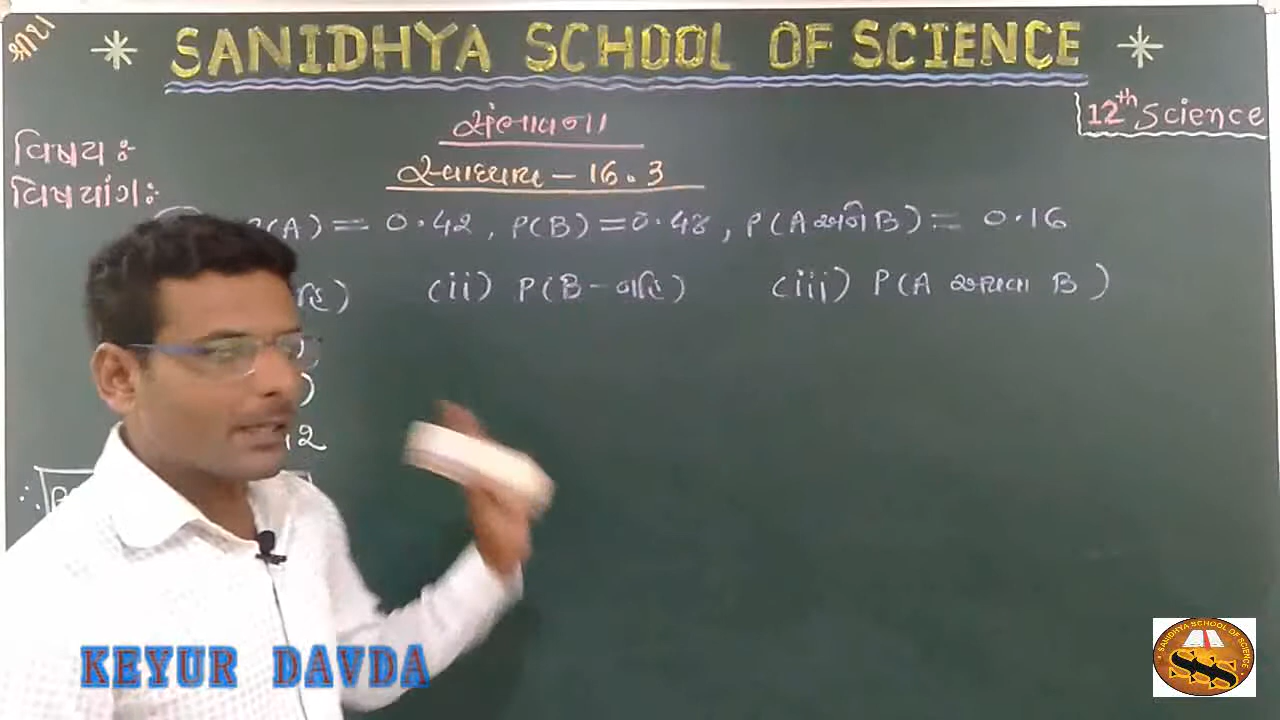 શ્રી૧।
* SANIDHYA SCHOOL OF SCIENCE *
12th Science
સંભાવના
વિષય :
સ્વાધ્યાય - 16.3
વિષયાંગ :
P(A) = 0.42, P(B) = 0.48, P(A અને B) = 0.16
(ii) P(B - નહિ) (iii) P(A અથવા B)
KEYUR DAVDA
SANIDHYA SCHOOL OF SCIENCE
SSS